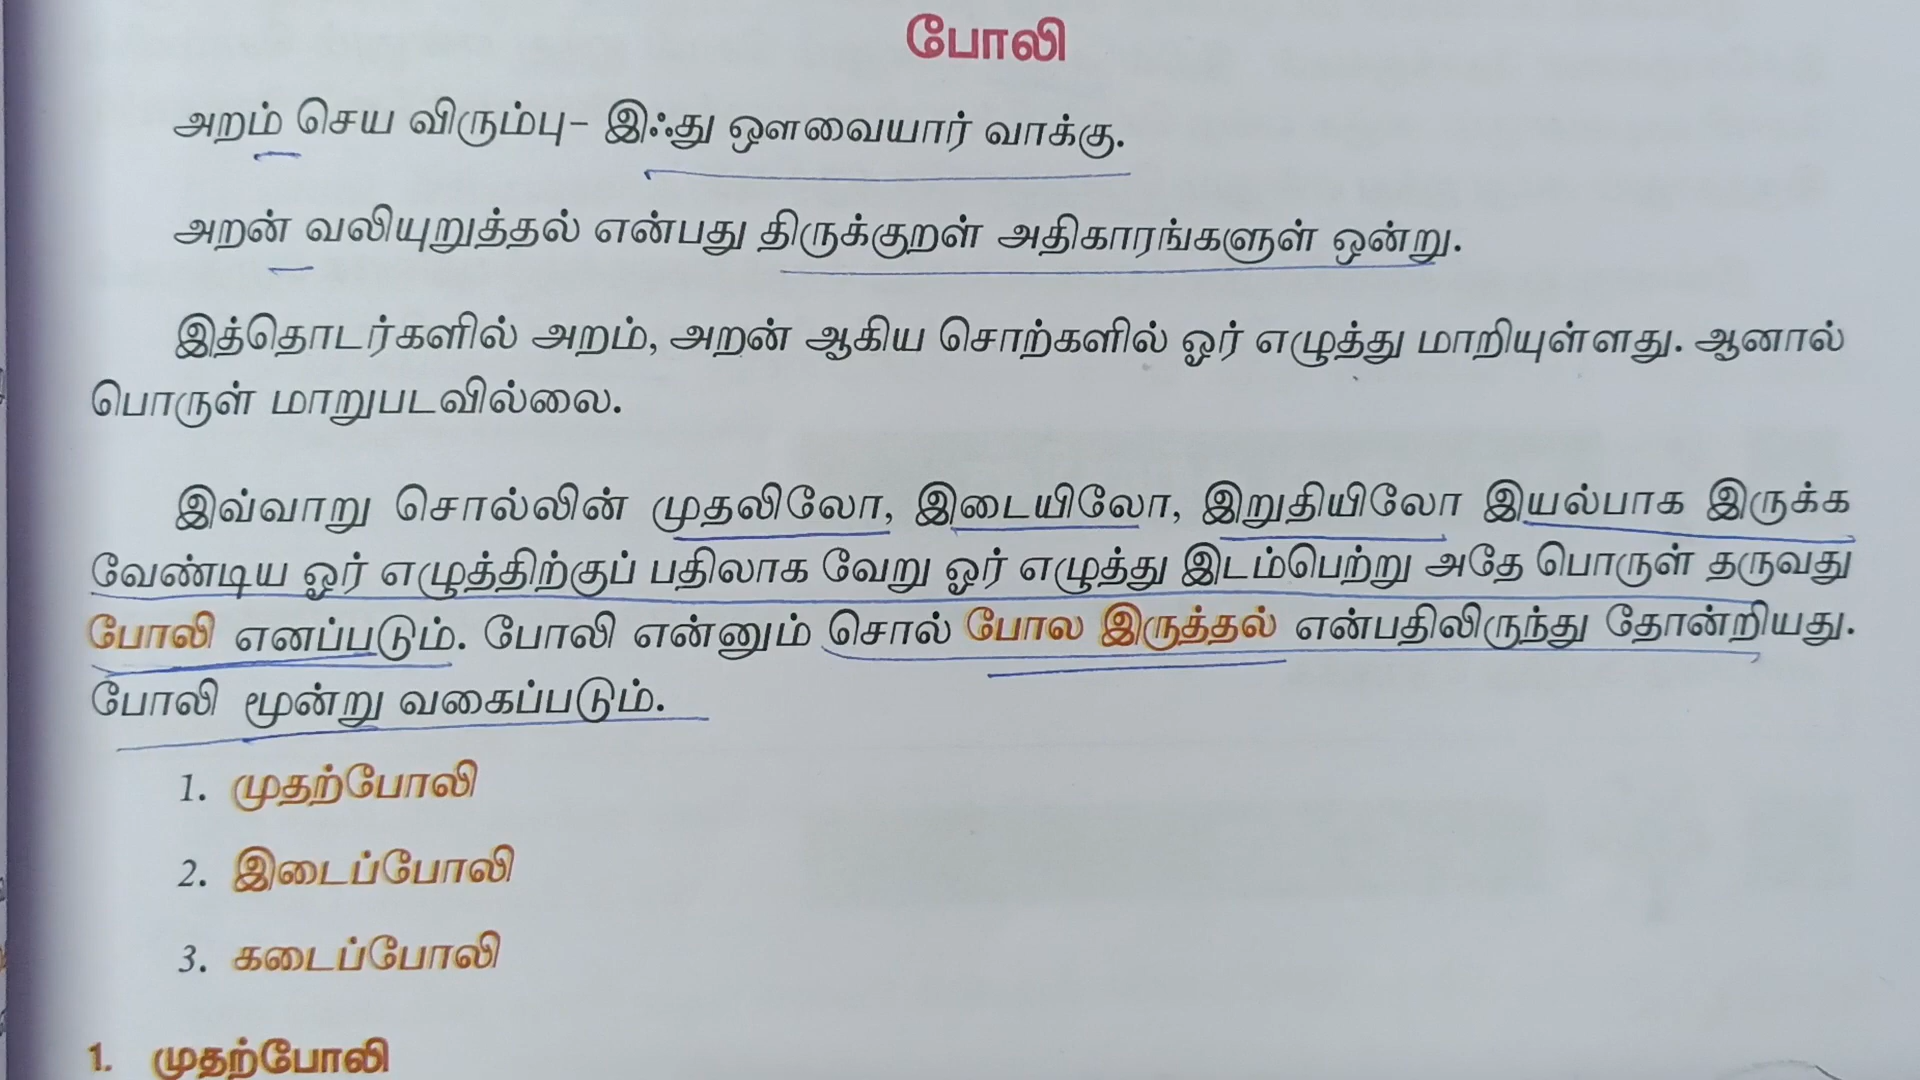 போலி
அறம் செய விரும்பு- இஃது ஔவையார் வாக்கு.
அறன் வலியுறுத்தல் என்பது திருக்குறள் அதிகாரங்களுள் ஒன்று.
இத்தொடர்களில் அறம், அறன் ஆகிய சொற்களில் ஓர் எழுத்து மாறியுள்ளது. ஆனால்
பொருள் மாறுபடவில்லை.
இவ்வாறு சொல்லின் முதலிலோ, இடையிலோ, இறுதியிலோ இயல்பாக இருக்க
வேண்டிய ஓர் எழுத்திற்குப் பதிலாக வேறு ஓர் எழுத்து இடம்பெற்று அதே பொருள் தருவது
போலி எனப்படும். போலி என்னும் சொல் போல இருத்தல் என்பதிலிருந்து தோன்றியது.
போலி மூன்று வகைப்படும்.
1. முதற்போலி
2. இடைப்போலி
3. கடைப்போலி
1. முதற்போலி